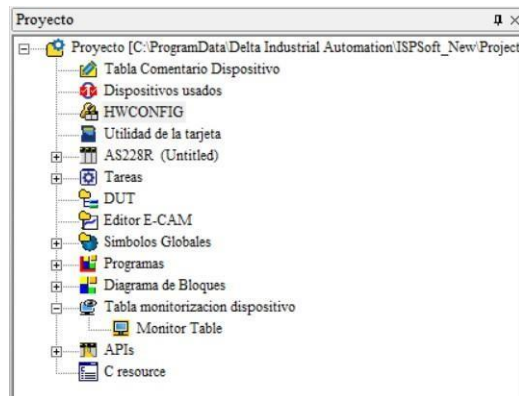 Proyecto
Proyecto [C:\ProgramData\Delta Industrial Automation\ISPSoft_New\Project
Tabla Comentario Dispositivo
Dispositivos usados
HWCONFIG
Utilidad de la tarjeta
AS228R (Untitled)
Tareas
DUT
Editor E-CAM
Simbolos Globales
Programas
Diagrama de Bloques
Tabla monitorizacion dispositivo
Monitor Table
APIs
C resource